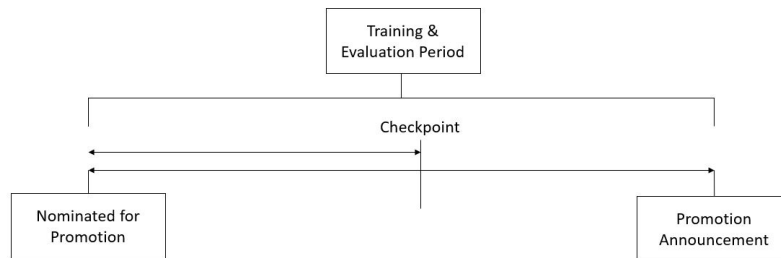 Training &
Evaluation Period
Checkpoint
Nominated for
Promotion
Promotion
Announcement